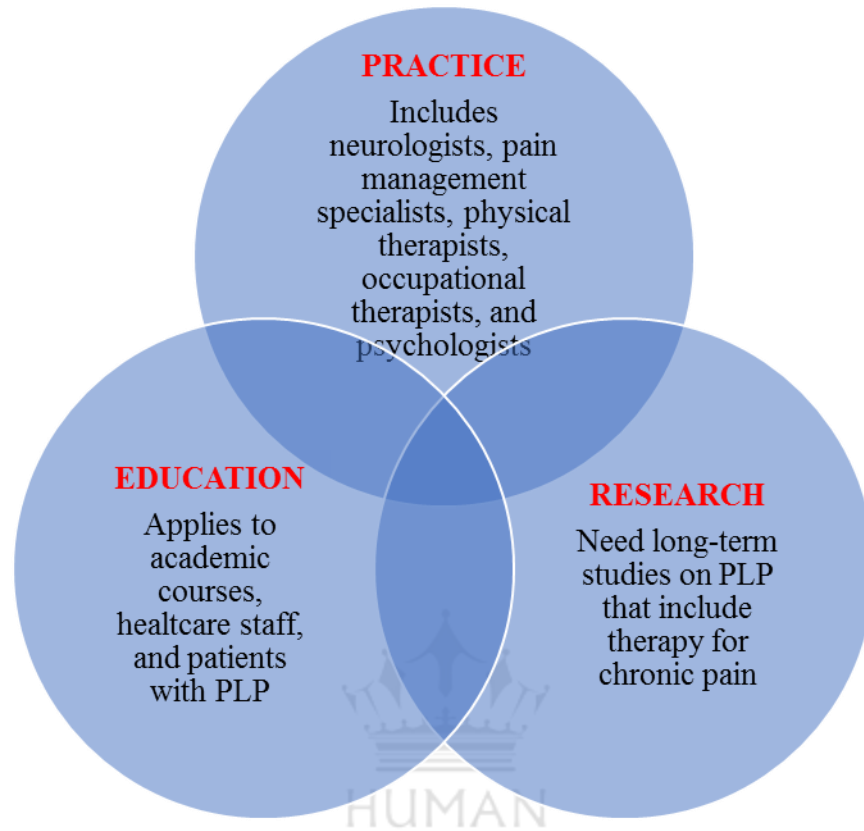 PRACTICE
Includes
neurologists, pain
management
specialists, physical
therapists,
occupational
therapists, and
psychologists
EDUCATION
Applies to
academic
courses,
healtcare staff,
and patients
with PLP
RESEARCH
Need long-term
studies on PLP
that include
therapy for
chronic pain
HUMAN